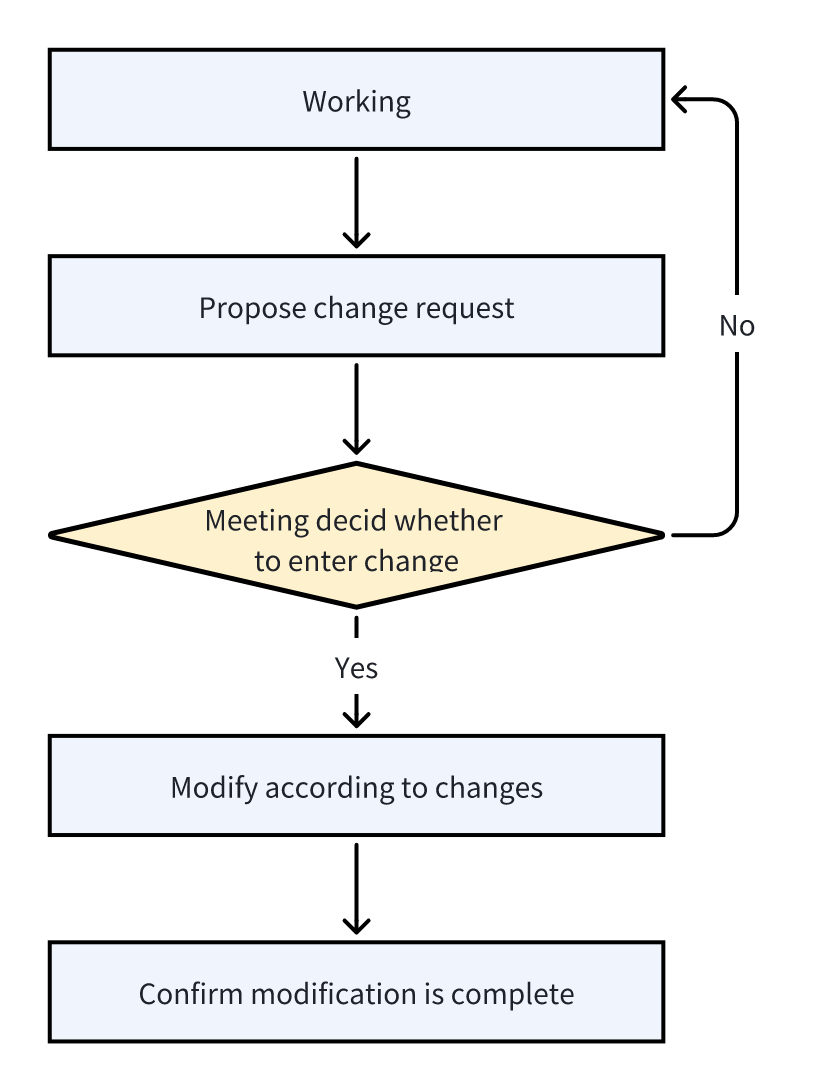 Working
Propose change request
No
Meeting decid whether
to enter change
Yes
Modify according to changes
Confirm modification is complete